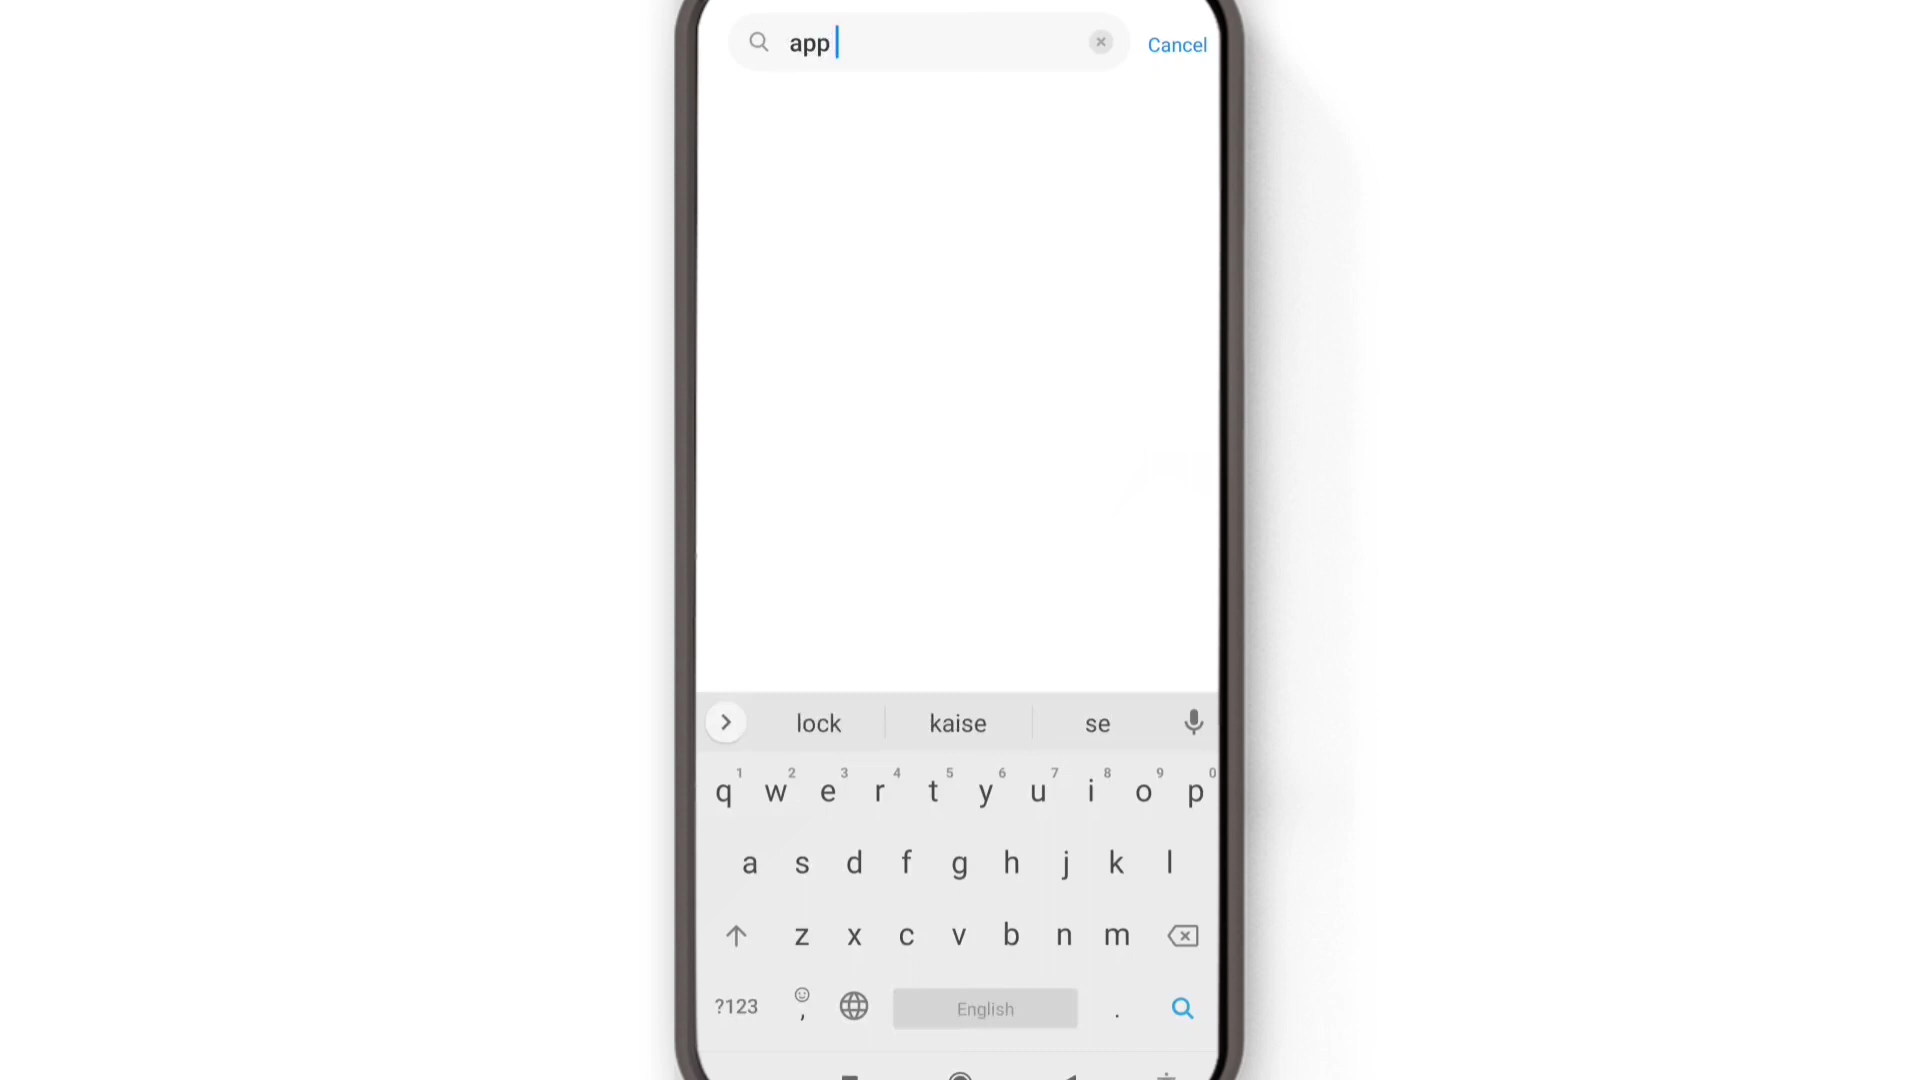 app
Cancel
lock kaise se
1 2 3 4 5 6 7 8 9 0
q w e r t y u i o p
a s d f g h j k l
z x c v b n m
?123 , English .